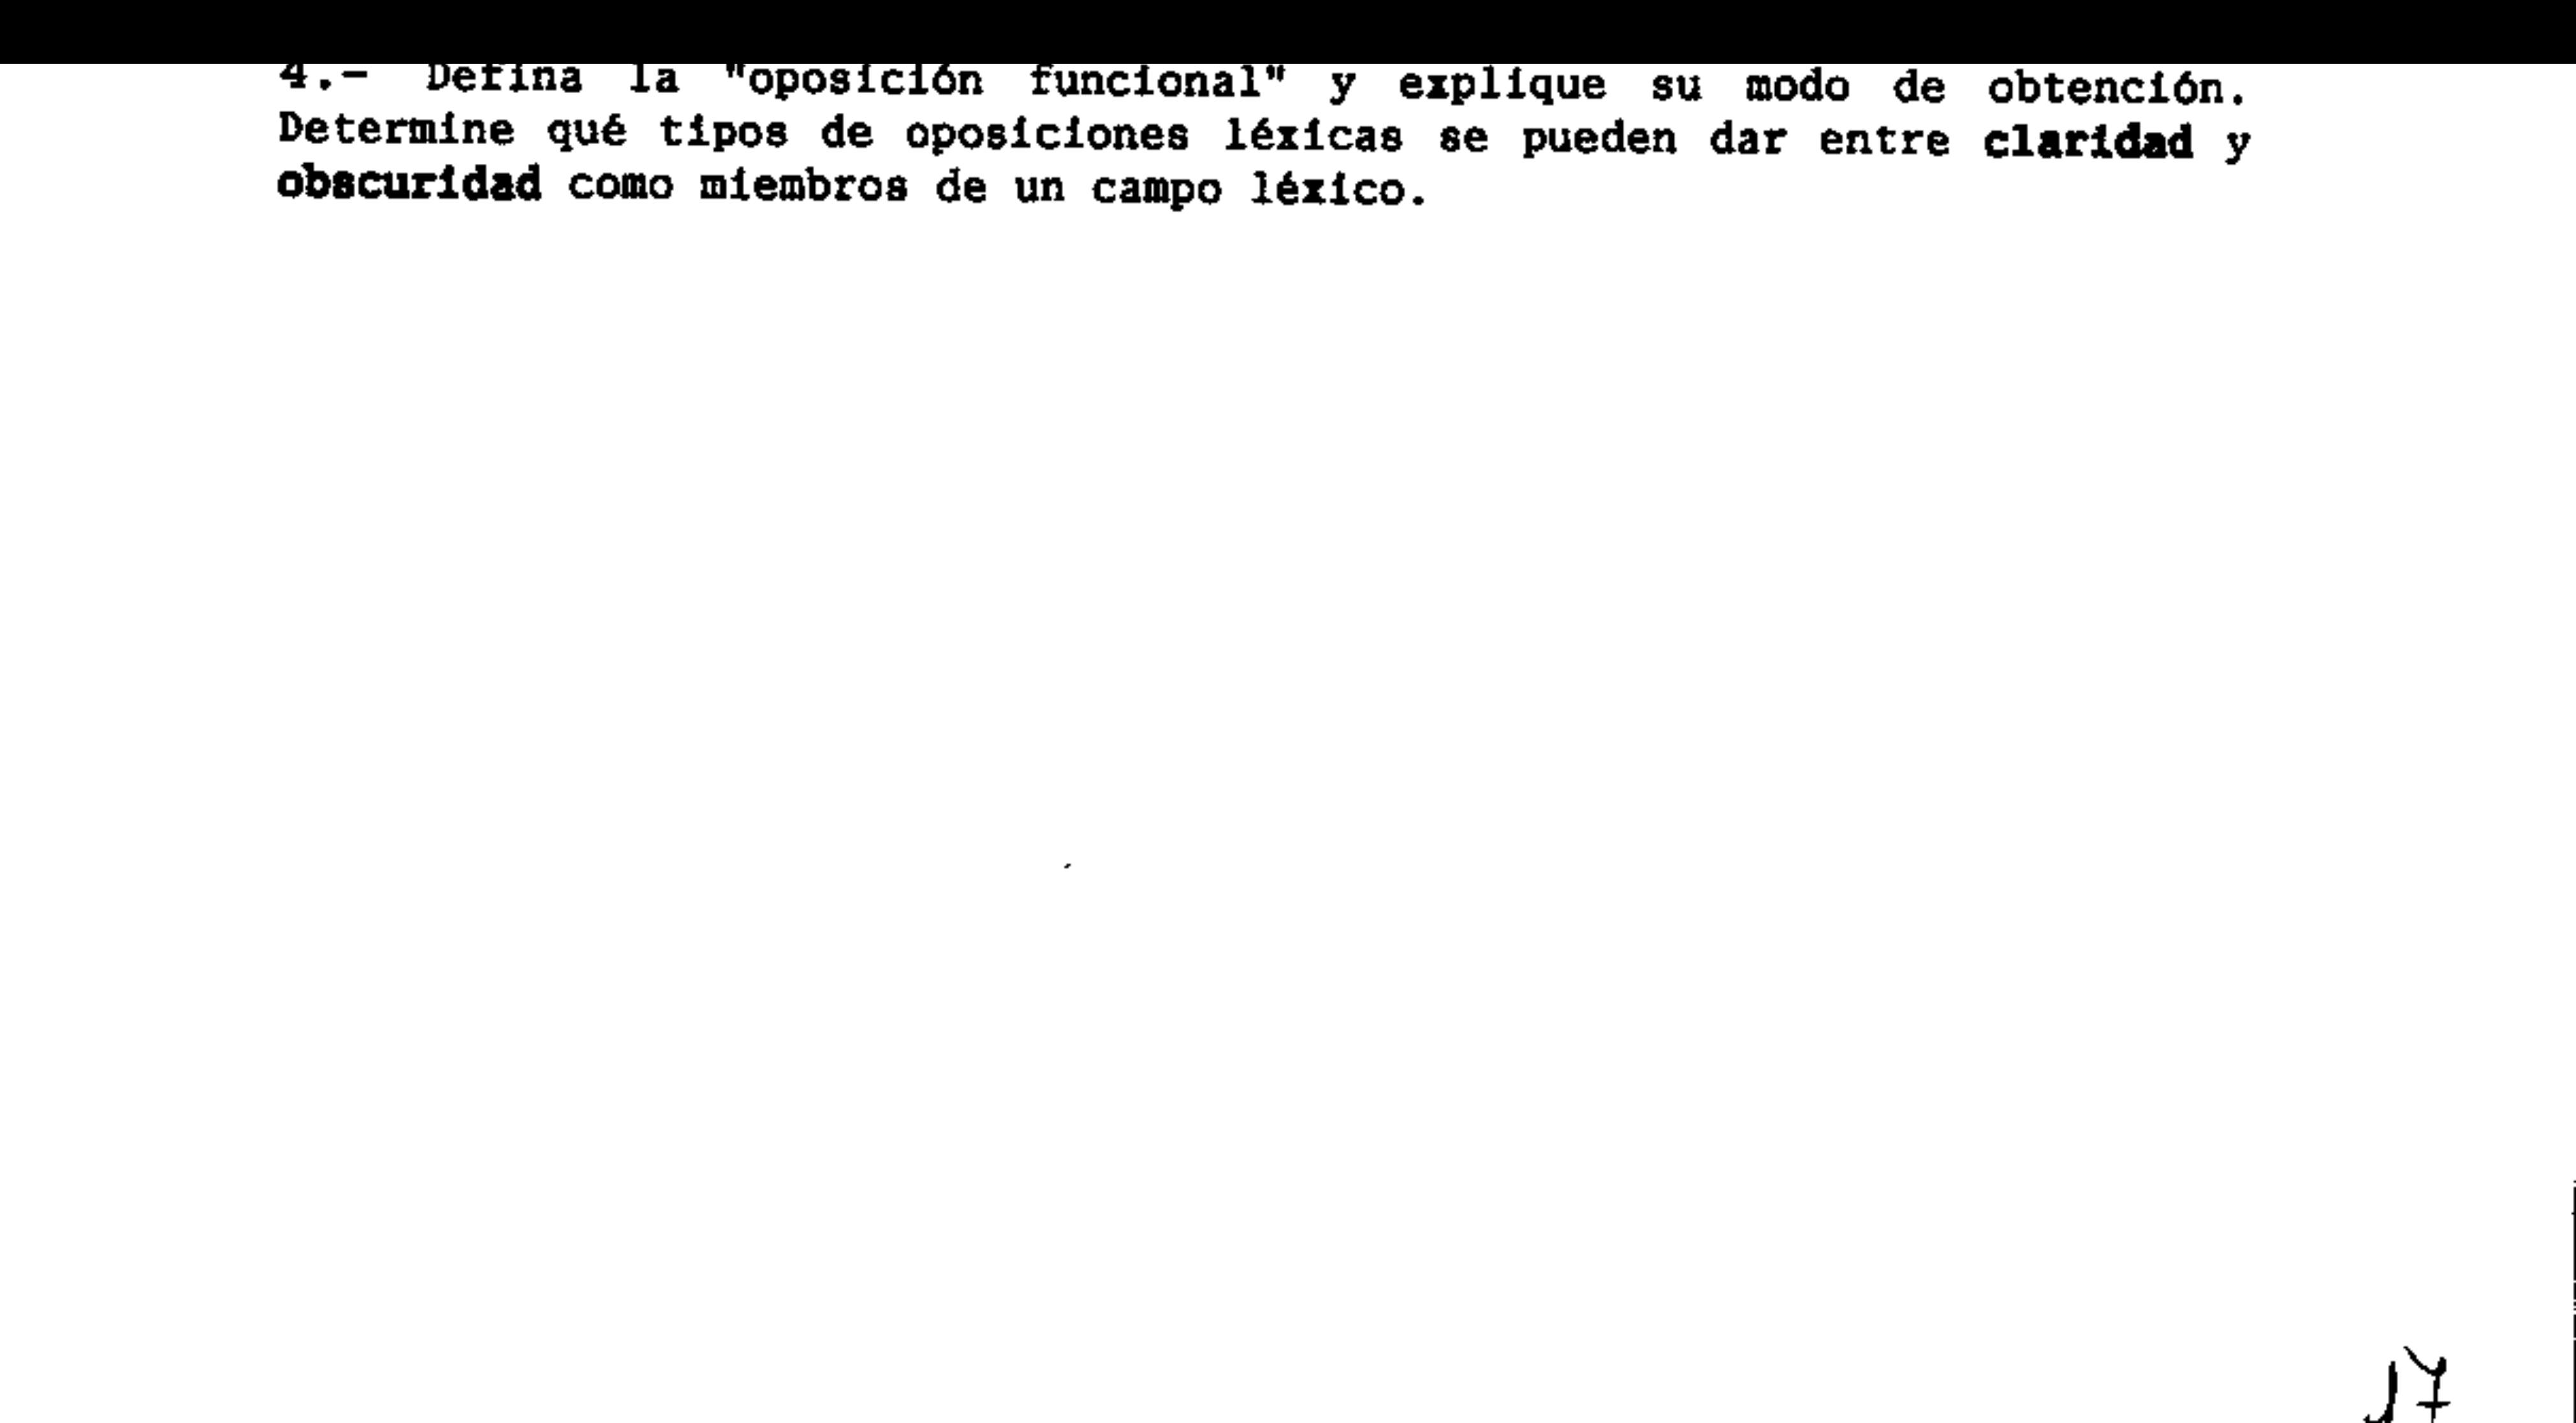 4.- Defina la "oposición funcional" y explique su modo de obtención.
Determine qué tipos de oposiciones léxicas se pueden dar entre claridad y
obscuridad como miembros de un campo léxico.
17